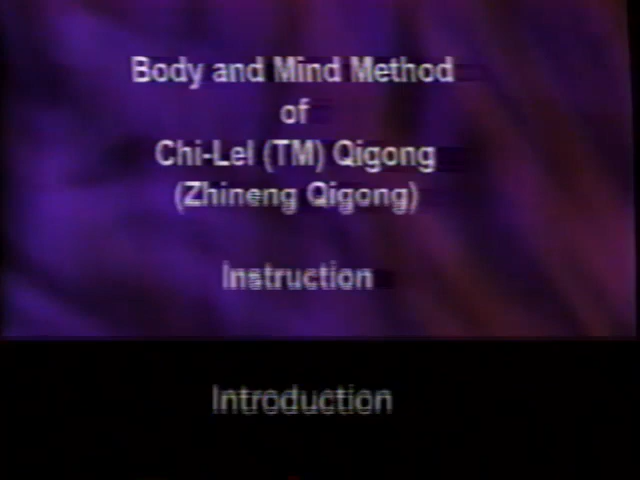 Body and Mind Method
of
Chi-Lel (TM) Qigong
(Zhineng Qigong)
Instruction
Introduction